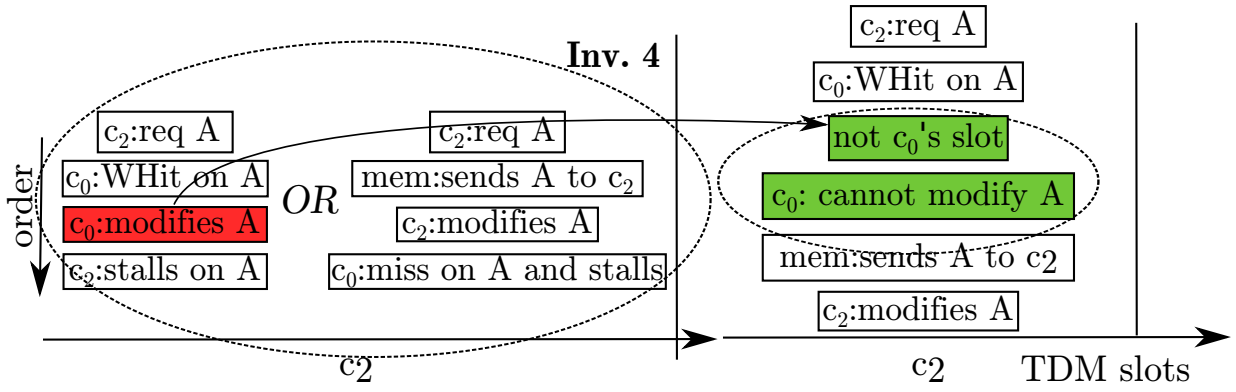 Inv. 4
order
c₂:req A
c₀:WHit on A
c₀:modifies A
c₂:stalls on A
OR
c₂:req A
mem:sends A to c₂
c₂:modifies A
c₀:miss on A and stalls
c2
c₂:req A
c₀:WHit on A
not c₀'s slot
c₀: cannot modify A
mem:sends A to c2
c₂:modifies A
c2
TDM slots